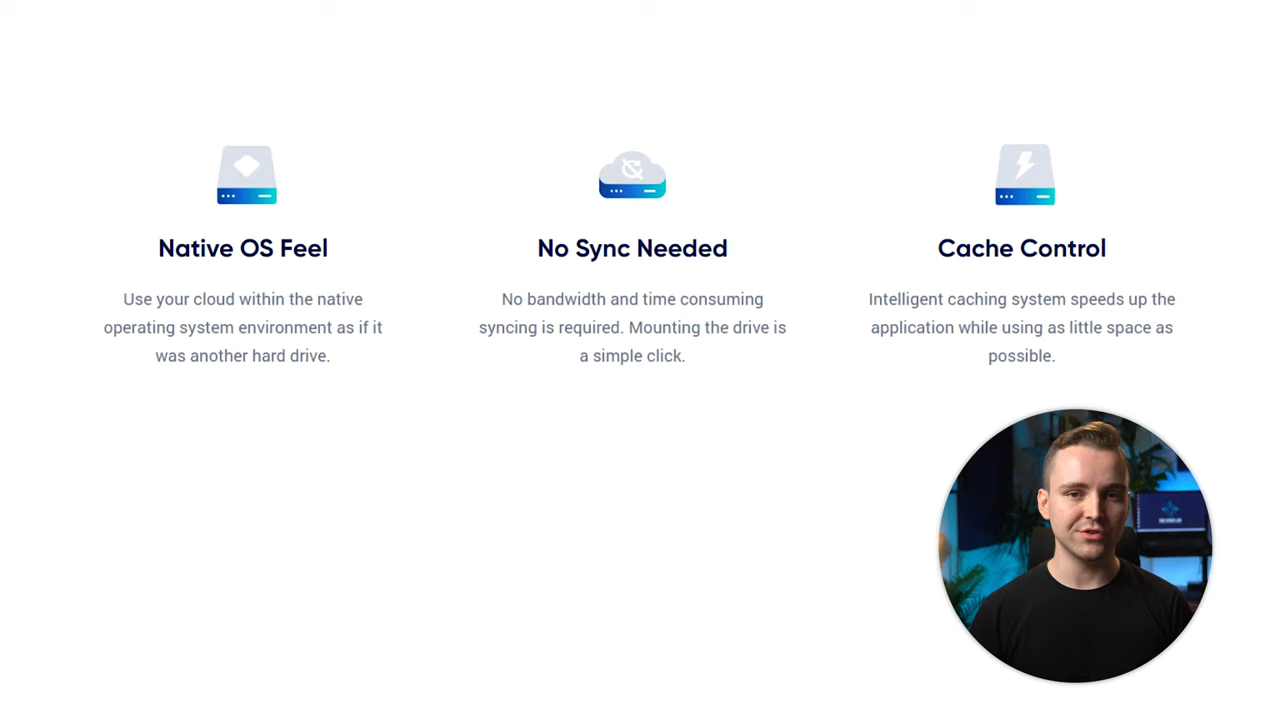 Native OS Feel
Use your cloud within the native
operating system environment as if it
was another hard drive.
No Sync Needed
No bandwidth and time consuming
syncing is required. Mounting the drive is
a simple click.
Cache Control
Intelligent caching system speeds up the
application while using as little space as
possible.